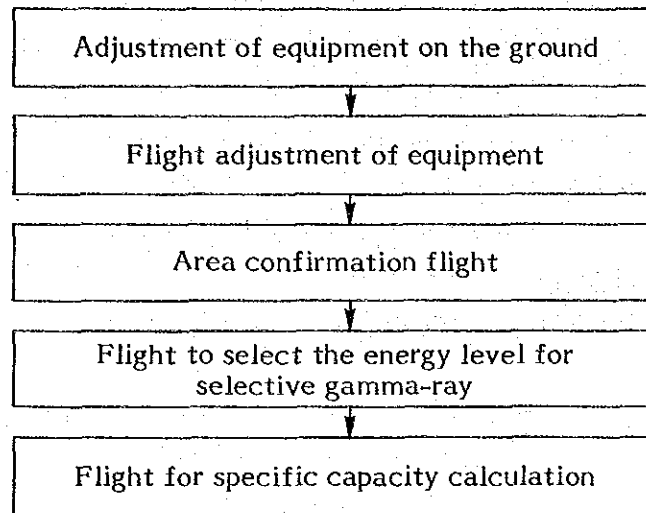 Adjustment of equipment on the ground
Flight adjustment of equipment
Area confirmation flight
Flight to select the energy level for
selective gamma-ray
Flight for specific capacity calculation